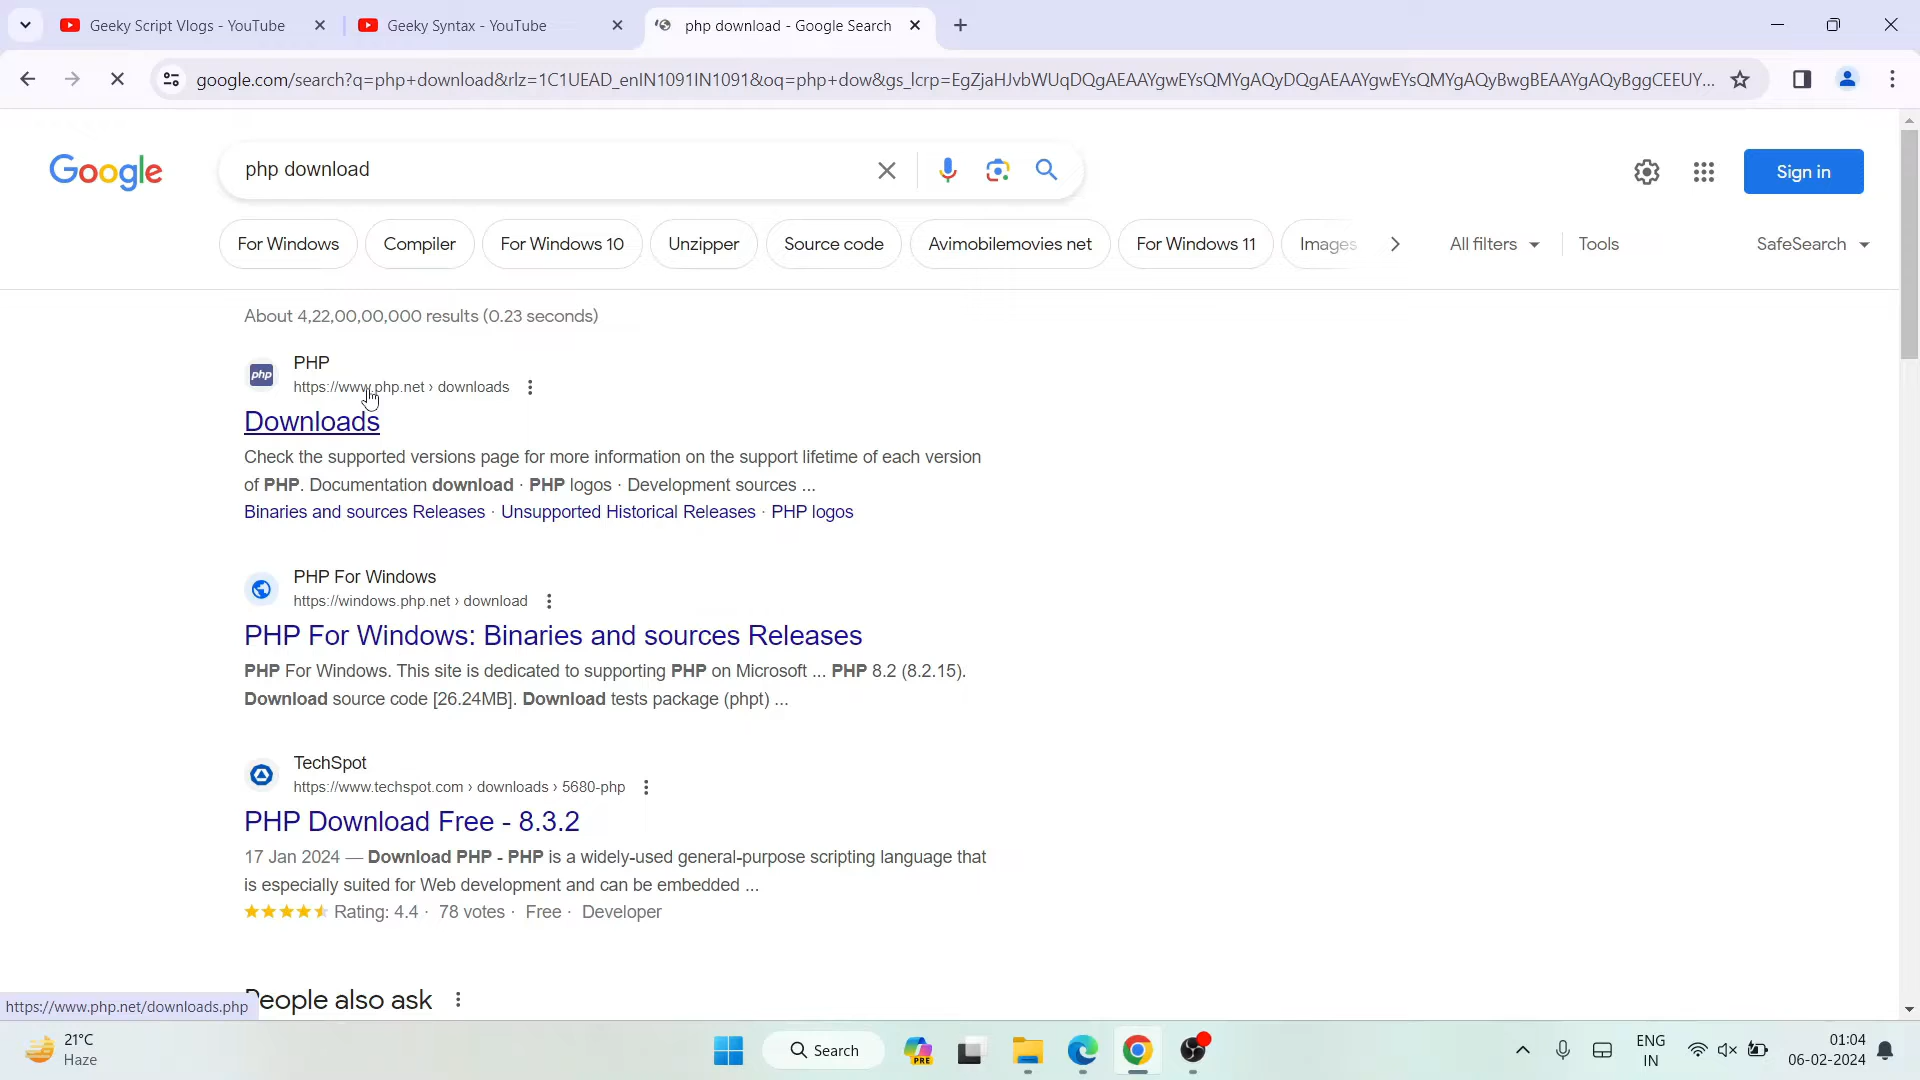 Geeky Script Vlogs - YouTube
Geeky Syntax - YouTube
php download - Google Search
google.com/search?q=php+download&rlz=1C1UEAD_enIN1091IN1091&oq=php+dow&gs_lcrp=EgZjaHJvbWUqDQgAEAAYgwEYsQMYgAQyDQgAEAAYgwEYsQMYgAQyBwgBEAAYgAQyBggCEEUY...
Google
php download
Sign in
For Windows
Compiler
For Windows 10
Unzipper
Source code
Avimobilemovies net
For Windows 11
Images
All filters
Tools
SafeSearch
About 4,22,00,00,000 results (0.23 seconds)
php
PHP
https://www.php.net › downloads
Downloads
Check the supported versions page for more information on the support lifetime of each version
of PHP. Documentation download · PHP logos · Development sources ...
Binaries and sources Releases · Unsupported Historical Releases · PHP logos
PHP For Windows
https://windows.php.net › download
PHP For Windows: Binaries and sources Releases
PHP For Windows. This site is dedicated to supporting PHP on Microsoft ... PHP 8.2 (8.2.15).
Download source code [26.24MB]. Download tests package (phpt) ...
TechSpot
https://www.techspot.com › downloads › 5680-php
PHP Download Free - 8.3.2
17 Jan 2024 — Download PHP - PHP is a widely-used general-purpose scripting language that
is especially suited for Web development and can be embedded ...
Rating: 4.4 · 78 votes · Free · Developer
People also ask
https://www.php.net/downloads.php
21°C
Haze
Search
PRE
ENG
IN
01:04
06-02-2024